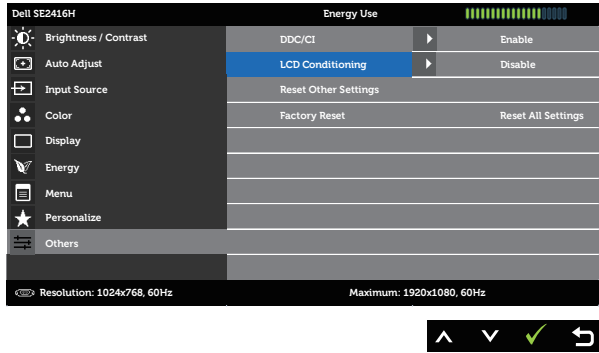 Dell SE2416H Energy Use
Brightness / Contrast DDC/CI Enable
Auto Adjust LCD Conditioning Disable
Input Source Reset Other Settings
Color Factory Reset Reset All Settings
Display
Energy
Menu
Personalize
Others
Resolution: 1024x768, 60Hz Maximum: 1920x1080, 60Hz